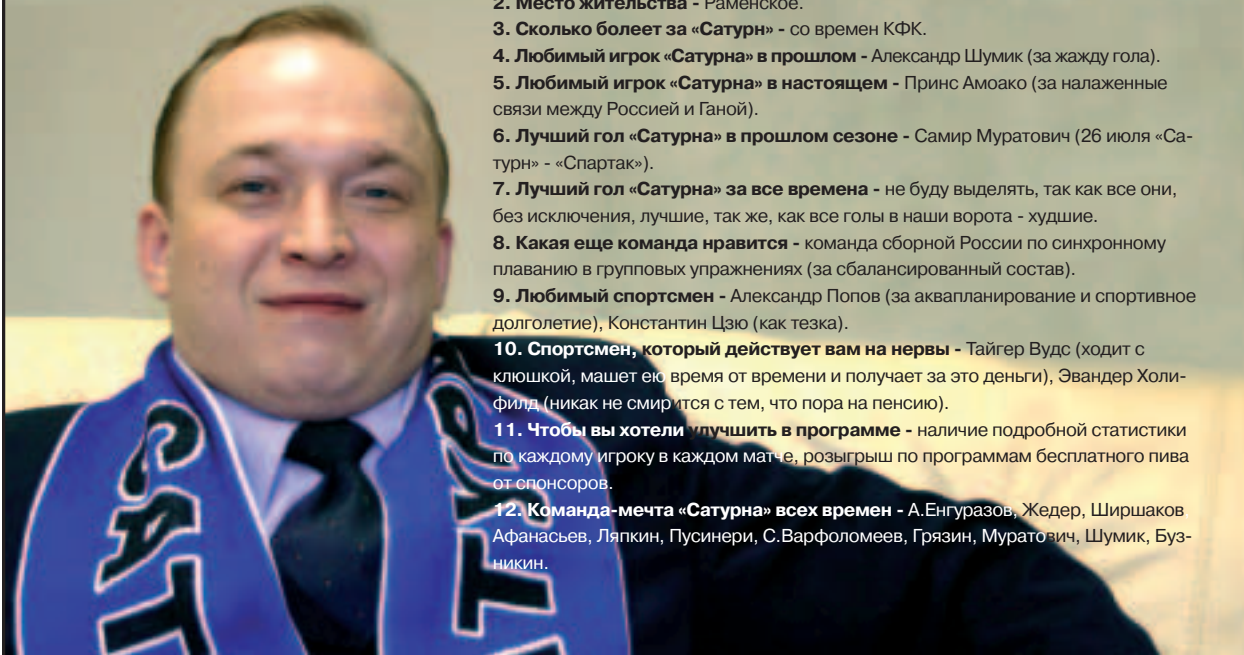 2. Место жительства - Раменское.
3. Сколько болеет за «Сатурн» - со времен КФК.
4. Любимый игрок «Сатурна» в прошлом - Александр Шумик (за жажду гола).
5. Любимый игрок «Сатурна» в настоящем - Принс Амоако (за налаженные
связи между Россией и Ганой).
6. Лучший гол «Сатурна» в прошлом сезоне - Самир Муратович (26 июля «Са-
турн» - «Спартак»).
7. Лучший гол «Сатурна» за все времена - не буду выделять, так как все они,
без исключения, лучшие, так же, как все голы в наши ворота - худшие.
8. Какая еще команда нравится - команда сборной России по синхронному
плаванию в групповых упражнениях (за сбалансированный состав).
9. Любимый спортсмен - Александр Попов (за аквапланирование и спортивное
долголетие), Константин Цзю (как тезка).
10. Спортсмен, который действует вам на нервы - Тайгер Вудс (ходит с
клюшкой, машет ею время от времени и получает за это деньги), Эвандер Холи-
филд (никак не смирится с тем, что пора на пенсию).
11. Чтобы вы хотели улучшить в программе - наличие подробной статистики
по каждому игроку в каждом матче, розыгрыш по программам бесплатного пива
от спонсоров.
12. Команда-мечта «Сатурна» всех времен - А.Енгуразов, Жедер, Ширшаков
Афанасьев, Ляпкин, Пусинери, С.Варфоломеев, Грязин, Муратович, Шумик, Буз-
никин.
САТ
ТУР